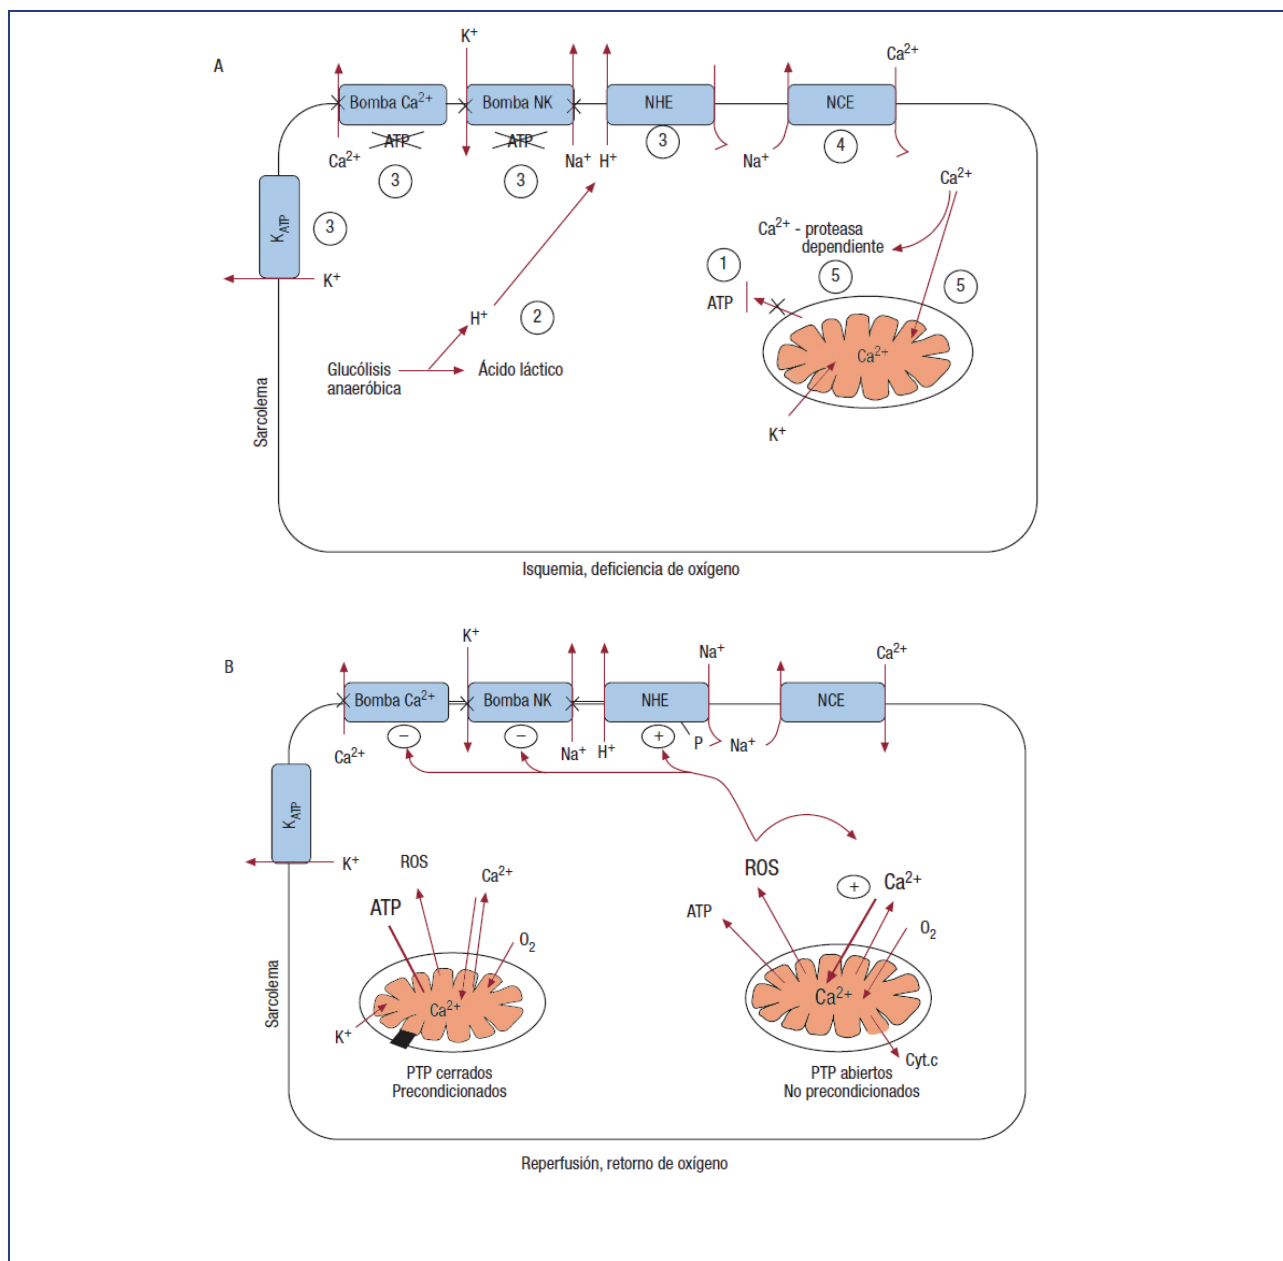 A
K⁺
Ca²⁺
Bomba Ca²⁺
Bomba NK
NHE
NCE
ATP
ATP
3
4
Ca²⁺
Na⁺
H⁺
Na⁺
3
3
Ca²⁺
K_ATP
3
Ca²⁺ - proteasa
dependiente
1
5
5
K⁺
ATP
H⁺
2
Ca²⁺
Glucólisis
anaeróbica
Ácido láctico
K⁺
Sarcolema
Isquemia, deficiencia de oxígeno
B
K⁺
Na⁺
Ca²⁺
Bomba Ca²⁺
Bomba NK
NHE
NCE
−
−
+
P
Ca²⁺
Na⁺
H⁺
Na⁺
K_ATP
K⁺
ROS
Ca²⁺
ROS
+
Ca²⁺
ATP
ATP
O₂
O₂
Ca²⁺
Ca²⁺
K⁺
Cyt.c
Sarcolema
PTP cerrados
Precondicionados
PTP abiertos
No precondicionados
Reperfusión, retorno de oxígeno